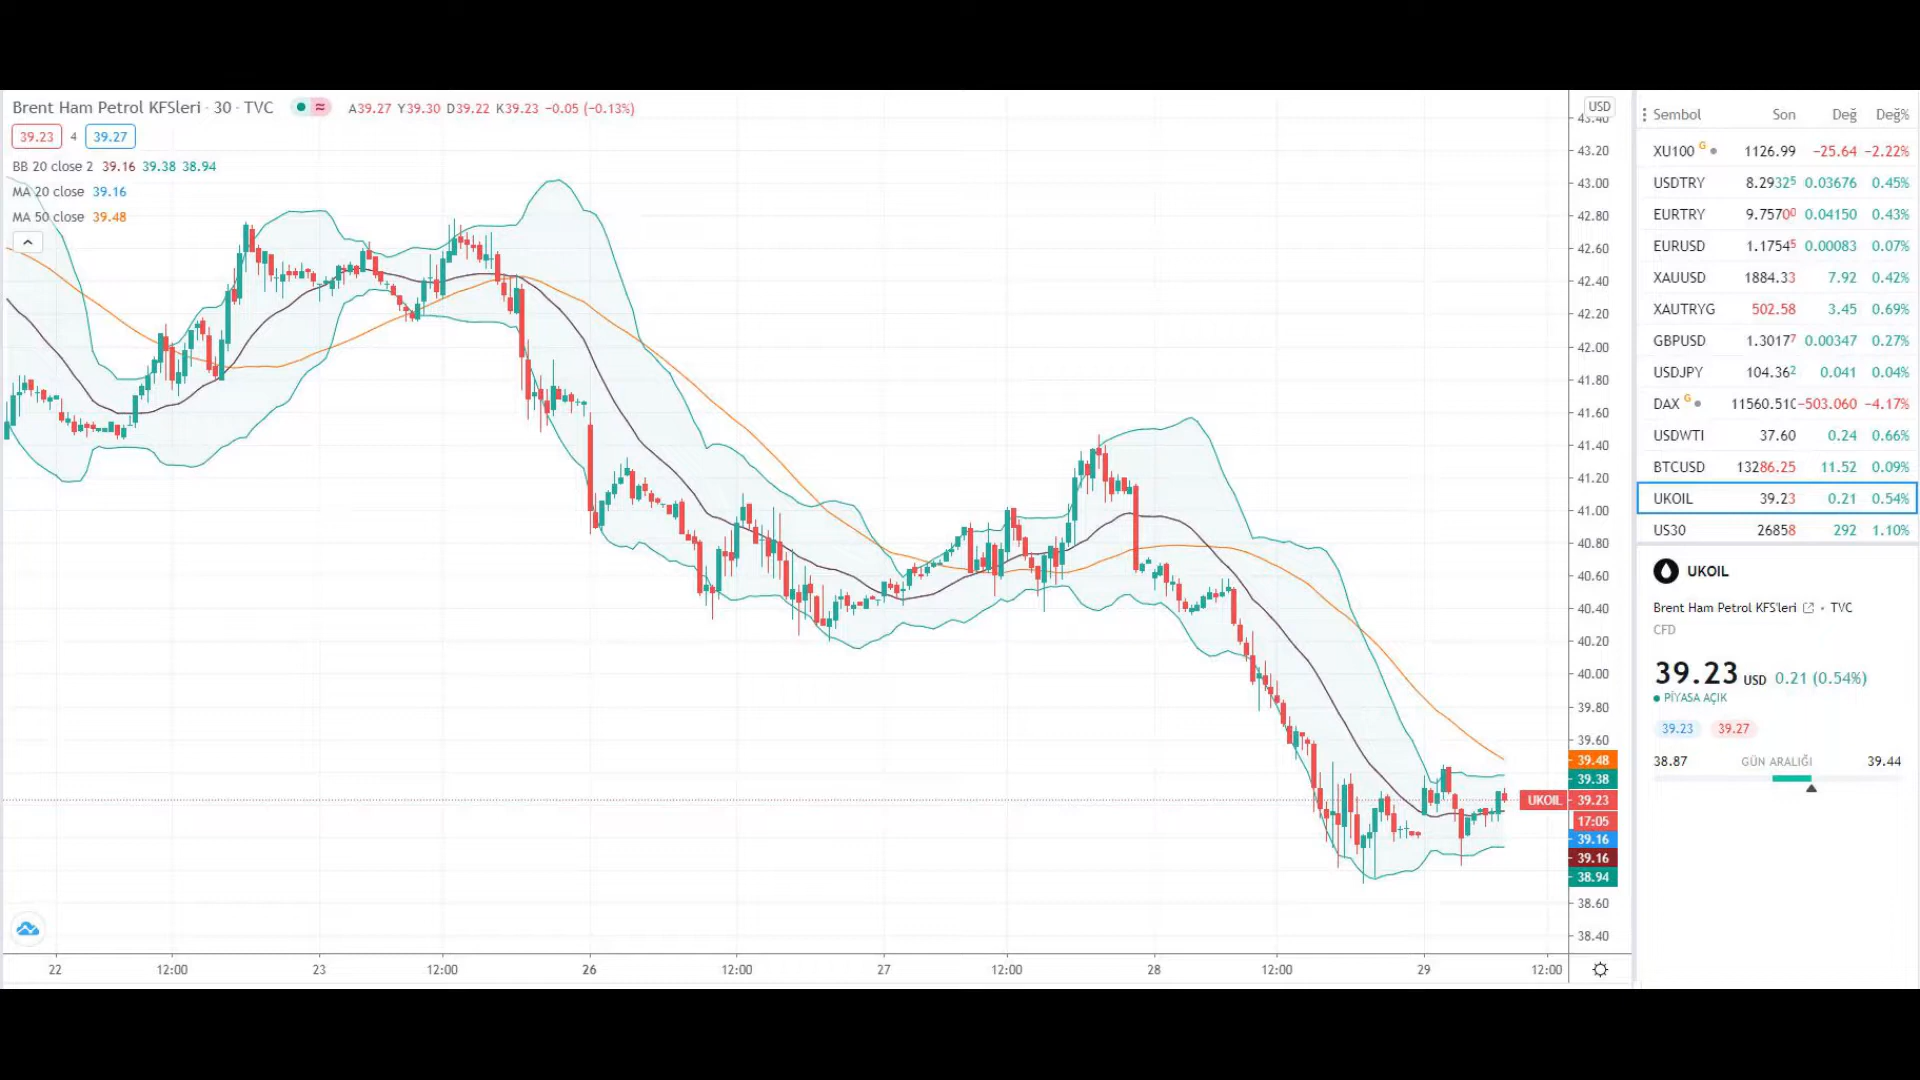 Brent Ham Petrol KFSleri · 30 · TVC A39.27 Y39.30 D39.22 K39.23 −0.05 (−0.13%)
39.23 4 39.27
BB 20 close 2 39.16 39.38 38.94
MA 20 close 39.16
MA 50 close 39.48
USD
43.40
43.20
43.00
42.80
42.60
42.40
42.20
42.00
41.80
41.60
41.40
41.20
41.00
40.80
40.60
40.40
40.20
40.00
39.80
39.60
39.48
39.38
UKOIL 39.23
17:05
39.16
39.16
38.94
38.60
38.40
22 12:00 23 12:00 26 12:00 27 12:00 28 12:00 29 12:00
Sembol Son Değ Değ%
XU100 G 1126.99 −25.64 −2.22%
USDTRY 8.29325 0.03676 0.45%
EURTRY 9.75700 0.04150 0.43%
EURUSD 1.17545 0.00083 0.07%
XAUUSD 1884.33 7.92 0.42%
XAUTRYG 502.58 3.45 0.69%
GBPUSD 1.30177 0.00347 0.27%
USDJPY 104.362 0.041 0.04%
DAX G 11560.510 −503.060 −4.17%
USDWTI 37.60 0.24 0.66%
BTCUSD 13286.25 11.52 0.09%
UKOIL 39.23 0.21 0.54%
US30 26858 292 1.10%
UKOIL
Brent Ham Petrol KFS'leri · TVC
CFD
39.23 USD 0.21 (0.54%)
PİYASA AÇIK
39.23 39.27
38.87 GÜN ARALIĞI 39.44